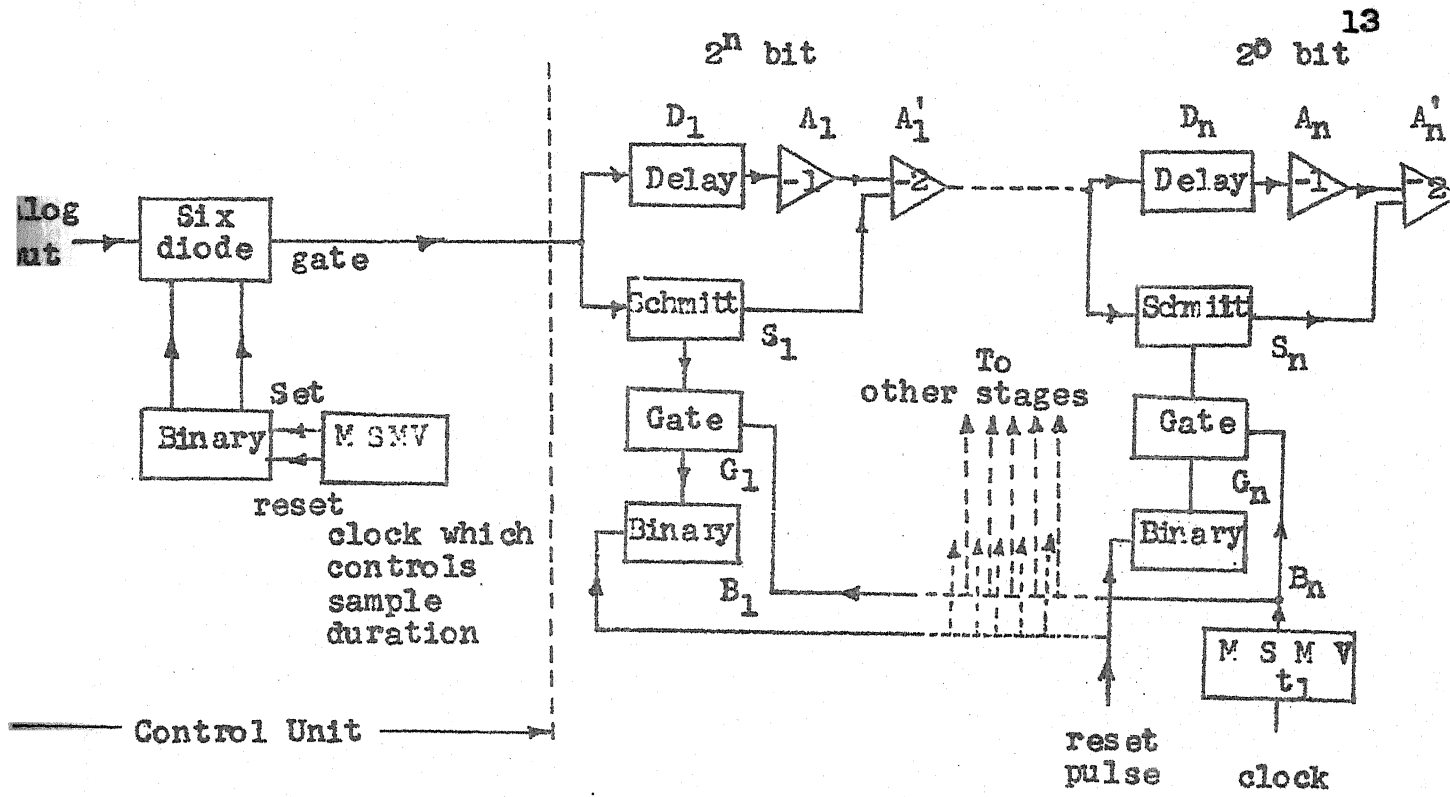 13
2ⁿ bit
2⁰ bit
D₁
A₁
A₁'
Dₙ
Aₙ
Aₙ'
Delay
-1
-2
Delay
-1
-2
Six
diode
gate
Schmitt
S₁
Schmitt
Sₙ
To
other stages
Set
Binary
M SMV
reset
Gate
G₁
Gate
Gₙ
clock which
controls
sample
duration
Binary
B₁
Binary
Bₙ
M S M V
t₁
Control Unit
reset
pulse
clock